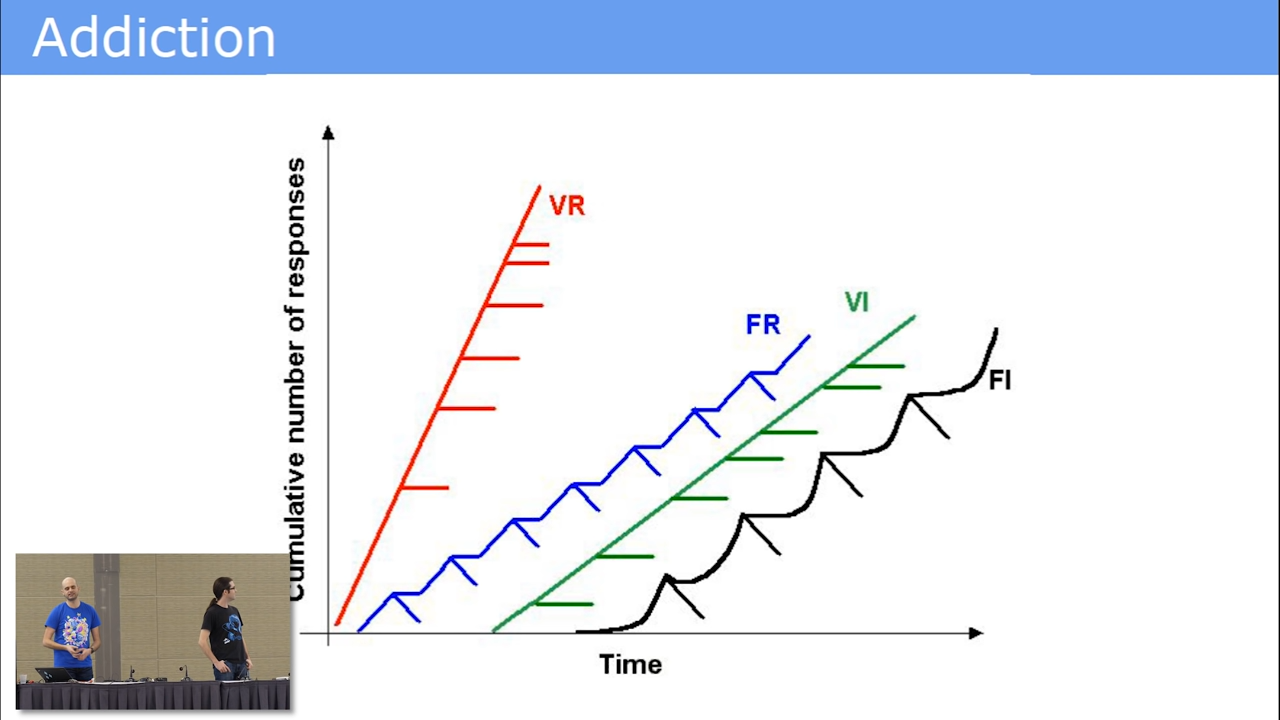 Addiction
Cumulative number of responses
VR
FR
VI
FI
Time